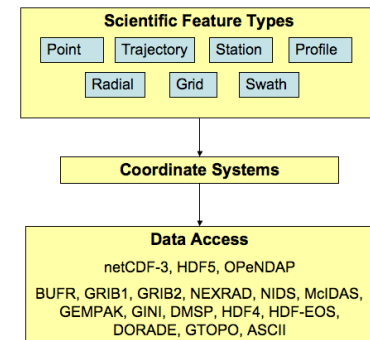 Scientific Feature Types
Point Trajectory Station Profile
Radial Grid Swath
Coordinate Systems
Data Access
netCDF-3, HDF5, OPeNDAP
BUFR, GRIB1, GRIB2, NEXRAD, NIDS, McIDAS,
GEMPAK, GINI, DMSP, HDF4, HDF-EOS,
DORADE, GTOPO, ASCII